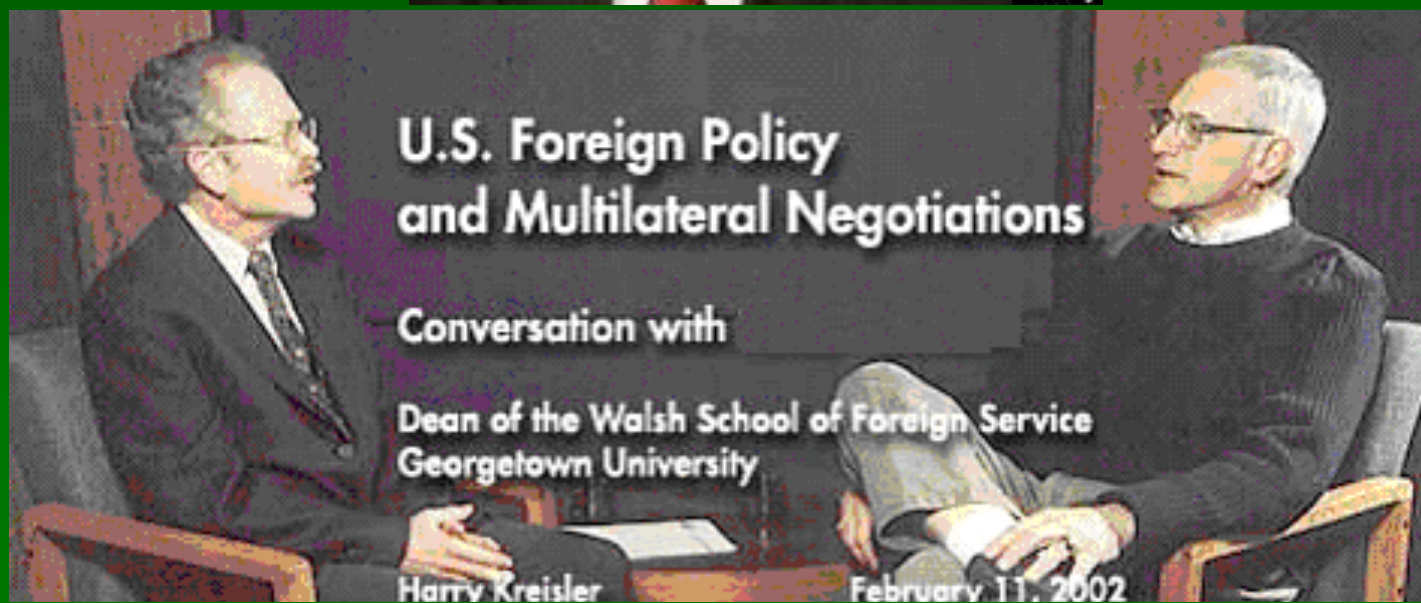 U.S. Foreign Policy
and Multilateral Negotiations
Conversation with
Dean of the Walsh School of Foreign Service
Georgetown University
Harry Kreisler
February 11, 2002